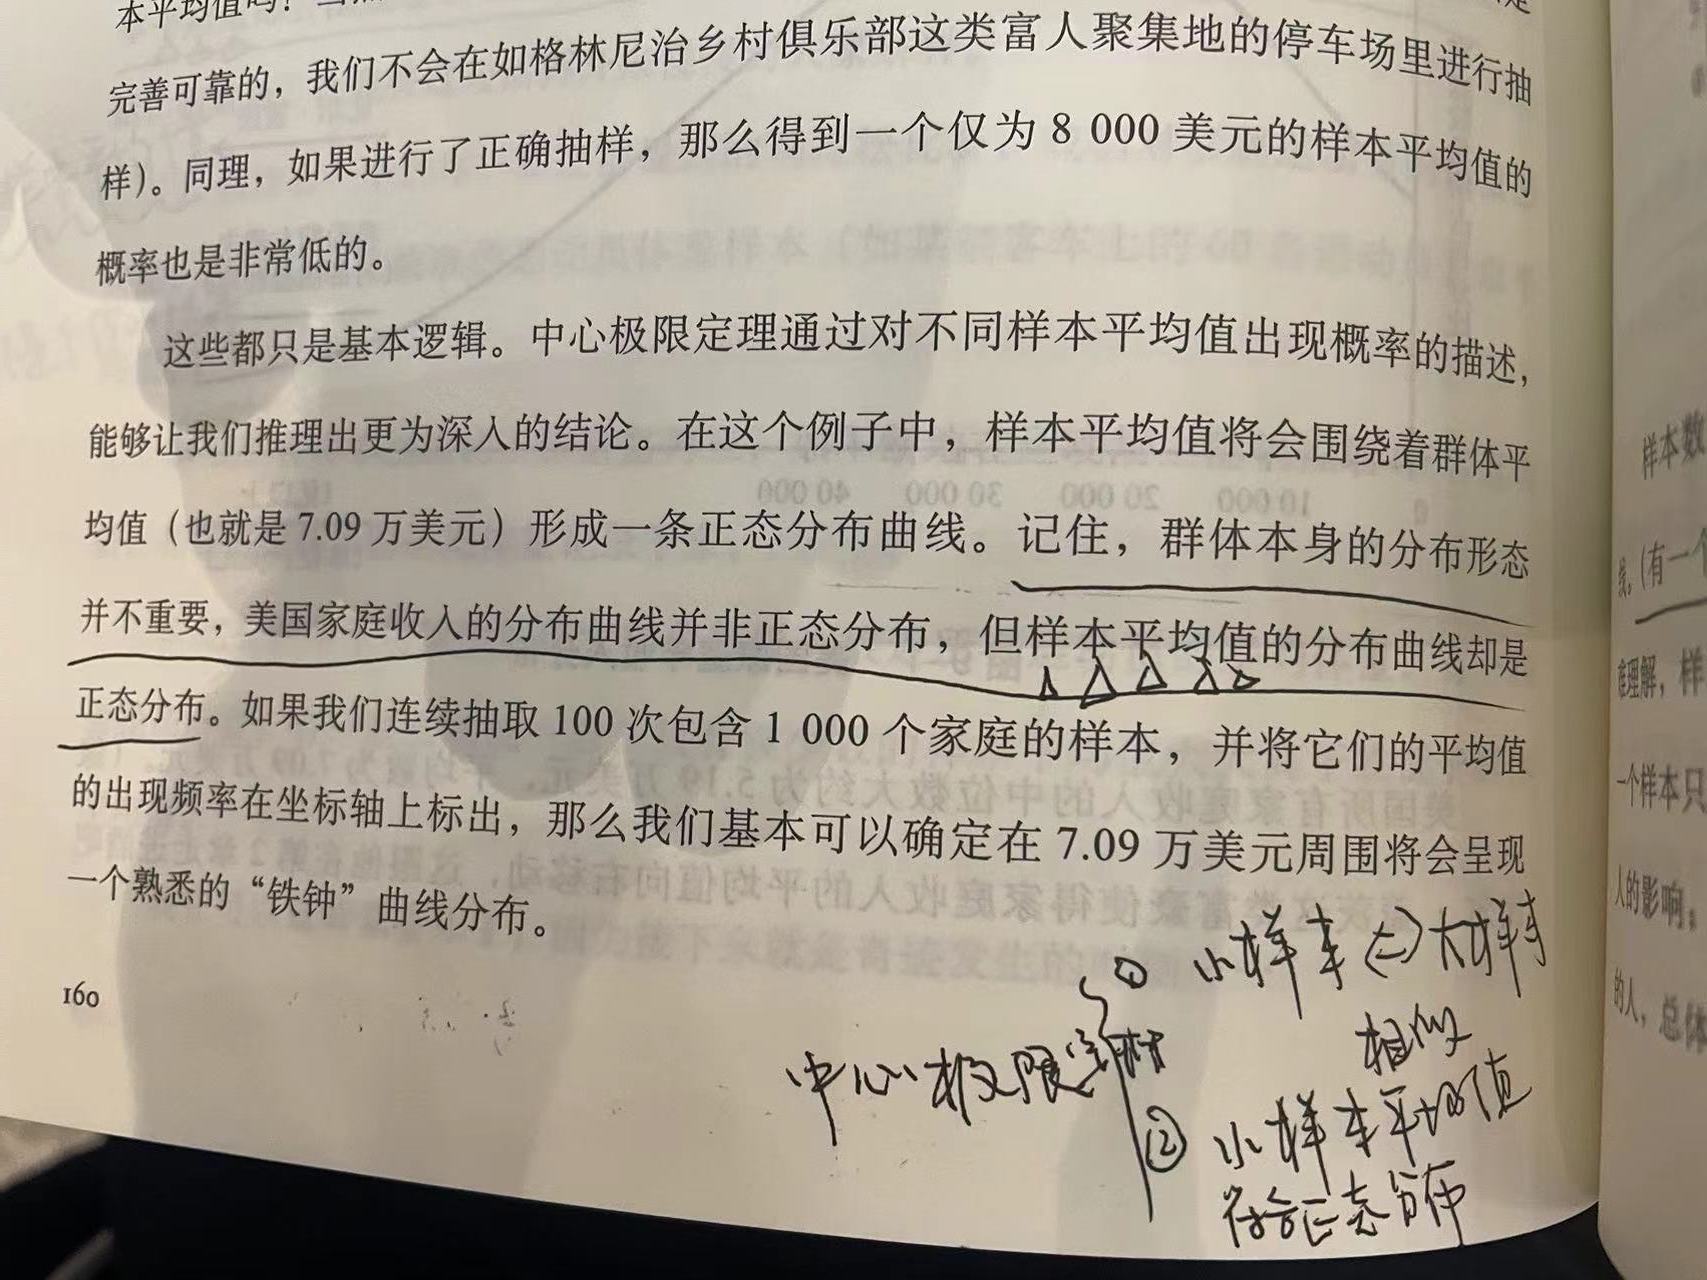 本平均值吗？
完善可靠的，我们不会在如格林尼治乡村俱乐部这类富人聚集地的停车场里进行抽
样）。同理，如果进行了正确抽样，那么得到一个仅为 8 000 美元的样本平均值的
概率也是非常低的。
这些都只是基本逻辑。中心极限定理通过对不同样本平均值出现概率的描述，
能够让我们推理出更为深入的结论。在这个例子中，样本平均值将会围绕着群体平
均值（也就是 7.09 万美元）形成一条正态分布曲线。记住，群体本身的分布形态
并不重要，美国家庭收入的分布曲线并非正态分布，但样本平均值的分布曲线却是
正态分布。如果我们连续抽取 100 次包含 1 000 个家庭的样本，并将它们的平均值
的出现频率在坐标轴上标出，那么我们基本可以确定在 7.09 万美元周围将会呈现
一个熟悉的“铁钟”曲线分布。
160
中心极限定理
① 小样本 <=> 大样本
相似
② 小样本平均值
符合正态分布
样本数
线。(有一个
难理解，样
一个样本只
人的影响，
的人，总体